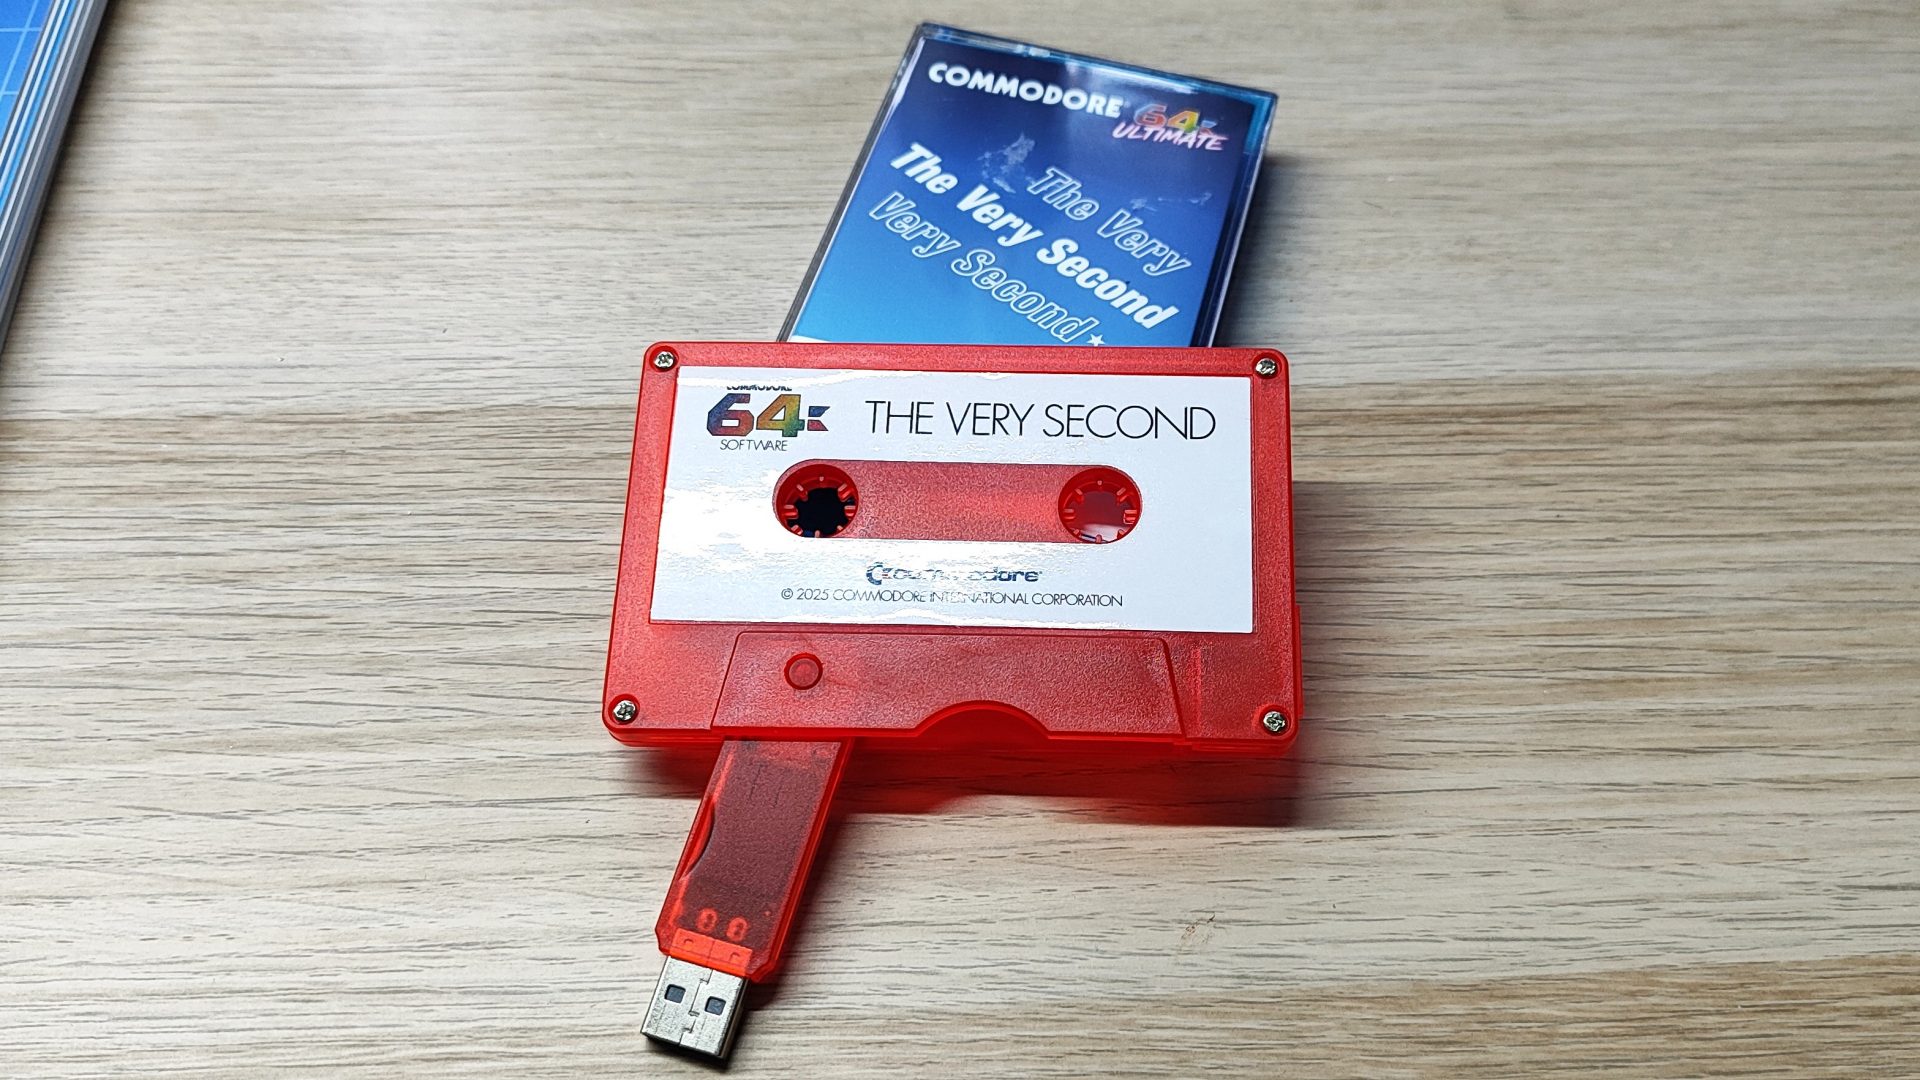 COMMODORE 64
ULTIMATE
The Very
The Very Second
Very Second
COMMODORE
64
SOFTWARE
THE VERY SECOND
commodore
© 2025 COMMODORE INTERNATIONAL CORPORATION